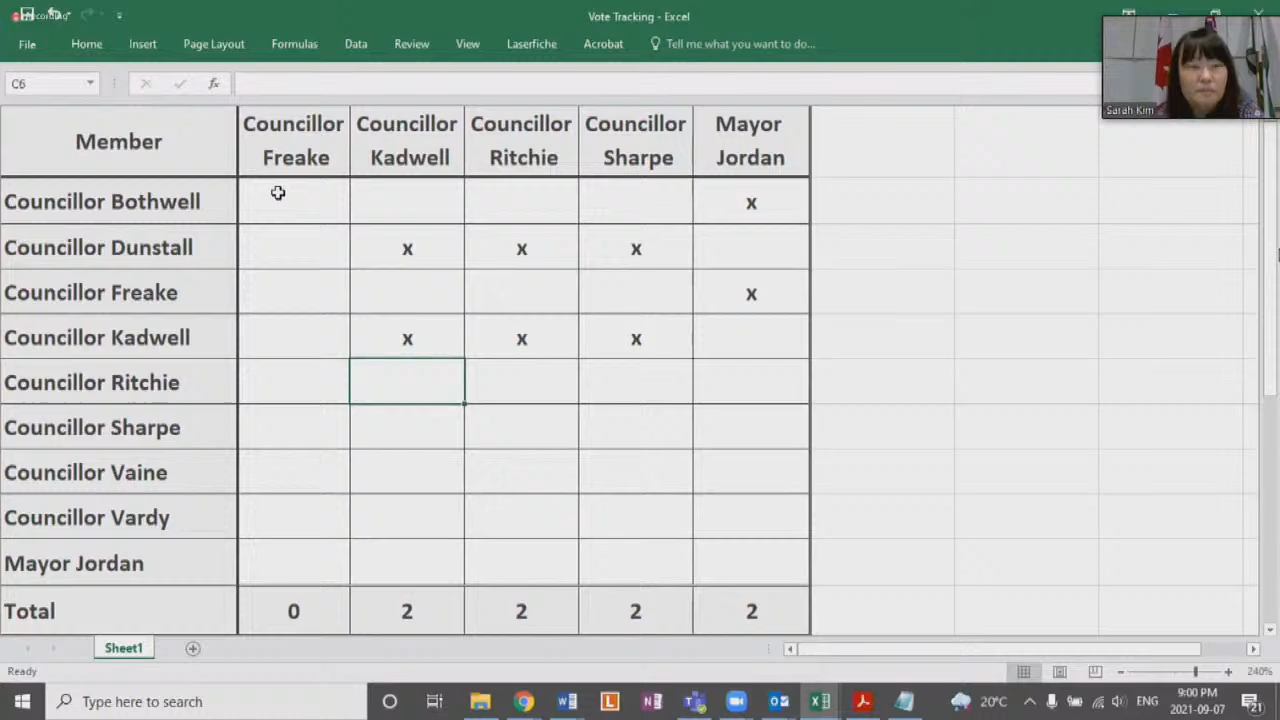 Recording
Vote Tracking - Excel
File Home Insert Page Layout Formulas Data Review View Laserfiche Acrobat Tell me what you want to do...
C6 fx
Sarah Kim
Member Councillor Freake Councillor Kadwell Councillor Ritchie Councillor Sharpe Mayor Jordan
Councillor Bothwell x
Councillor Dunstall x x x
Councillor Freake x
Councillor Kadwell x x x
Councillor Ritchie
Councillor Sharpe
Councillor Vaine
Councillor Vardy
Mayor Jordan
Total 0 2 2 2 2
Sheet1
Ready 240%
Type here to search 20°C ENG 9:00 PM
2021-09-07 21